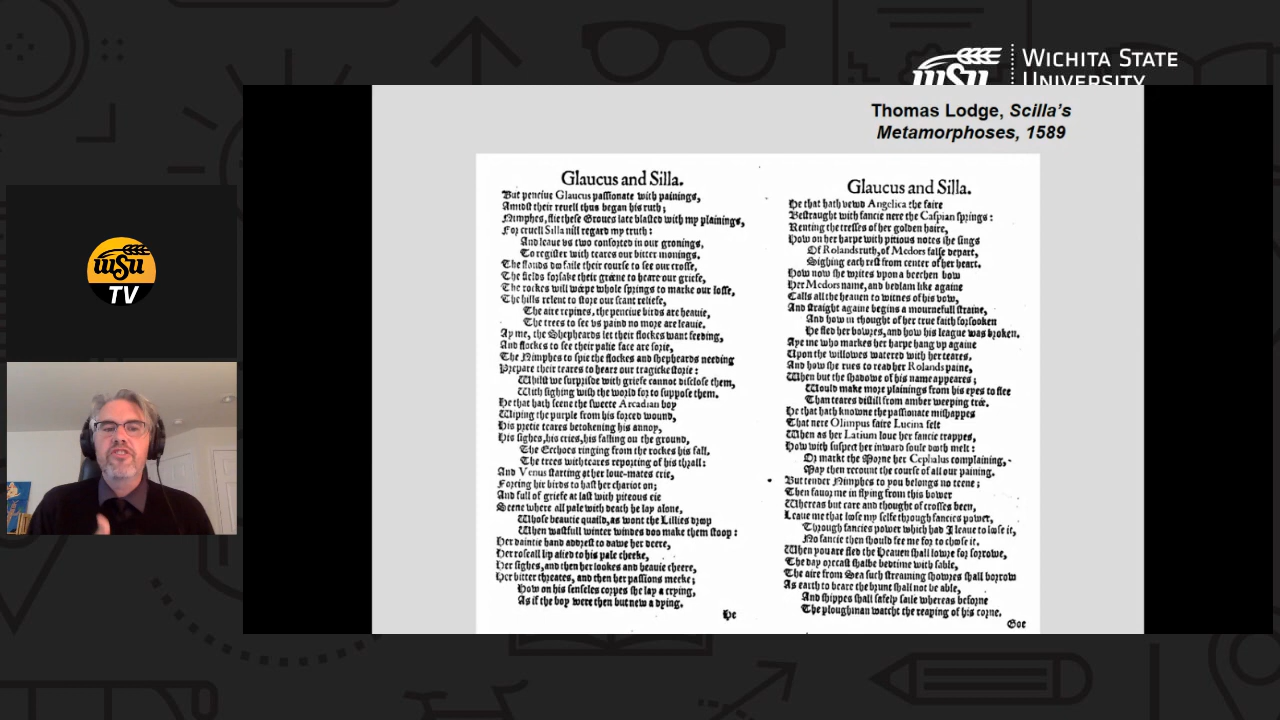 WSU
WICHITA STATE
UNIVERSITY
Thomas Lodge, Scilla's
Metamorphoses, 1589
wsu
TV
Glaucus and Silla.
But pensiue Glaucus passionate with painings,
Amidst their reuell thus began his ruth;
Nimphes, flie these Groues late blasted with my plainings,
For cruell Silla nill regard my truth:
And leaue vs two consorted in our gronings,
To register with teares our bitter monings.
The flouds do faile their course to see our crosse,
The fields forsake their greene to heare our griefe,
The rockes will weepe whole springs to marke our losse,
The hills relent to store our scant reliefe,
The aire repines, the pensiue birds are heauie,
The trees to see vs paind no more are leauie.
Ay me, the Shepheards let their flockes want feeding,
And flockes to see their palie face are sorie,
The Nimphes to spie the flockes and shepheards needing
Prepare their teares to heare our tragicke storie:
Whilst we surprisde with griefe cannot disclose them,
With sighing wish the world for to suppose them.
He that hath seene the sweete Arcadian boy
Wiping the purple from his forced wound,
His pretie teares betokening his annoy,
His sighes, his cries, his falling on the ground,
The Ecchoes ringing from the rockes his fall,
The trees with teares reporting of his thrall:
And Venus starting at her loue-mates crie,
Forcing hir birds to hast her chariot on;
And full of griefe at last with piteous eie
Seene where all pale with death he lay alone,
Whose beautie quaild, as wont the Lillies droop
When wastfull winter windes doo make them stoop:
Her daintie hand addrest to dawe her deere,
Her roseall lip alied to his pale cheeke,
Her sighes, and then her lookes and heauie cheere,
Her bitter threates, and then her passions meeke;
How on his senseles corpes she lay a crying,
As if the boy were then but new a dying.
He
Glaucus and Silla.
He that hath vewd Angelica the faire
Bestraught with fancie nere the Caspian springs:
Renting the tresses of her golden haire,
How on her harpe with pitious notes she sings
Of Rolands ruth, of Medors false depart,
Sighing each rest from center of her heart.
How now she writes vpon a beechen bow
Her Medors name, and bedlam like againe
Calls all the heauen to witnes of his vow,
And straight againe begins a mournefull straine,
And how in thought of her true faith forsooken
He fled her bowres, and how his league was broken.
Aye me who markes her harpe hang vp againe
Vpon the willowes watered with her teares,
And how she rues to read her Rolands paine,
When but the shadowe of his name appeares;
Would make more plainings from his eyes to flee
Than teares distill from amber weeping tree.
He that hath knowne the passionate mishappes
That nere Olimpus faire Lucina felt
When as her Latium loue her fancie trappes,
How with suspect her inward soule dooth melt:
Or markt the Morne her Cephalus complaining,
May then recount the course of all our paining.
But tender Nimphes to you belongs no teene;
Then fauor me in flying from this bower
Whereas but care and thought of crosses been,
Leaue me that lose my selfe through fancies power,
Through fancies power which had I leaue to loose it,
No fancie then should see me for to choose it.
When you are fled the Heauen shall lowre for sorrowe,
The day orecast shalbe betime with sable,
The aire from Sea such streaming showres shall borrow
As earth to beare the brunt shall not be able,
And shippes shall safely saile whereas beforne
The ploughman watcht the reaping of his corne.
Goe